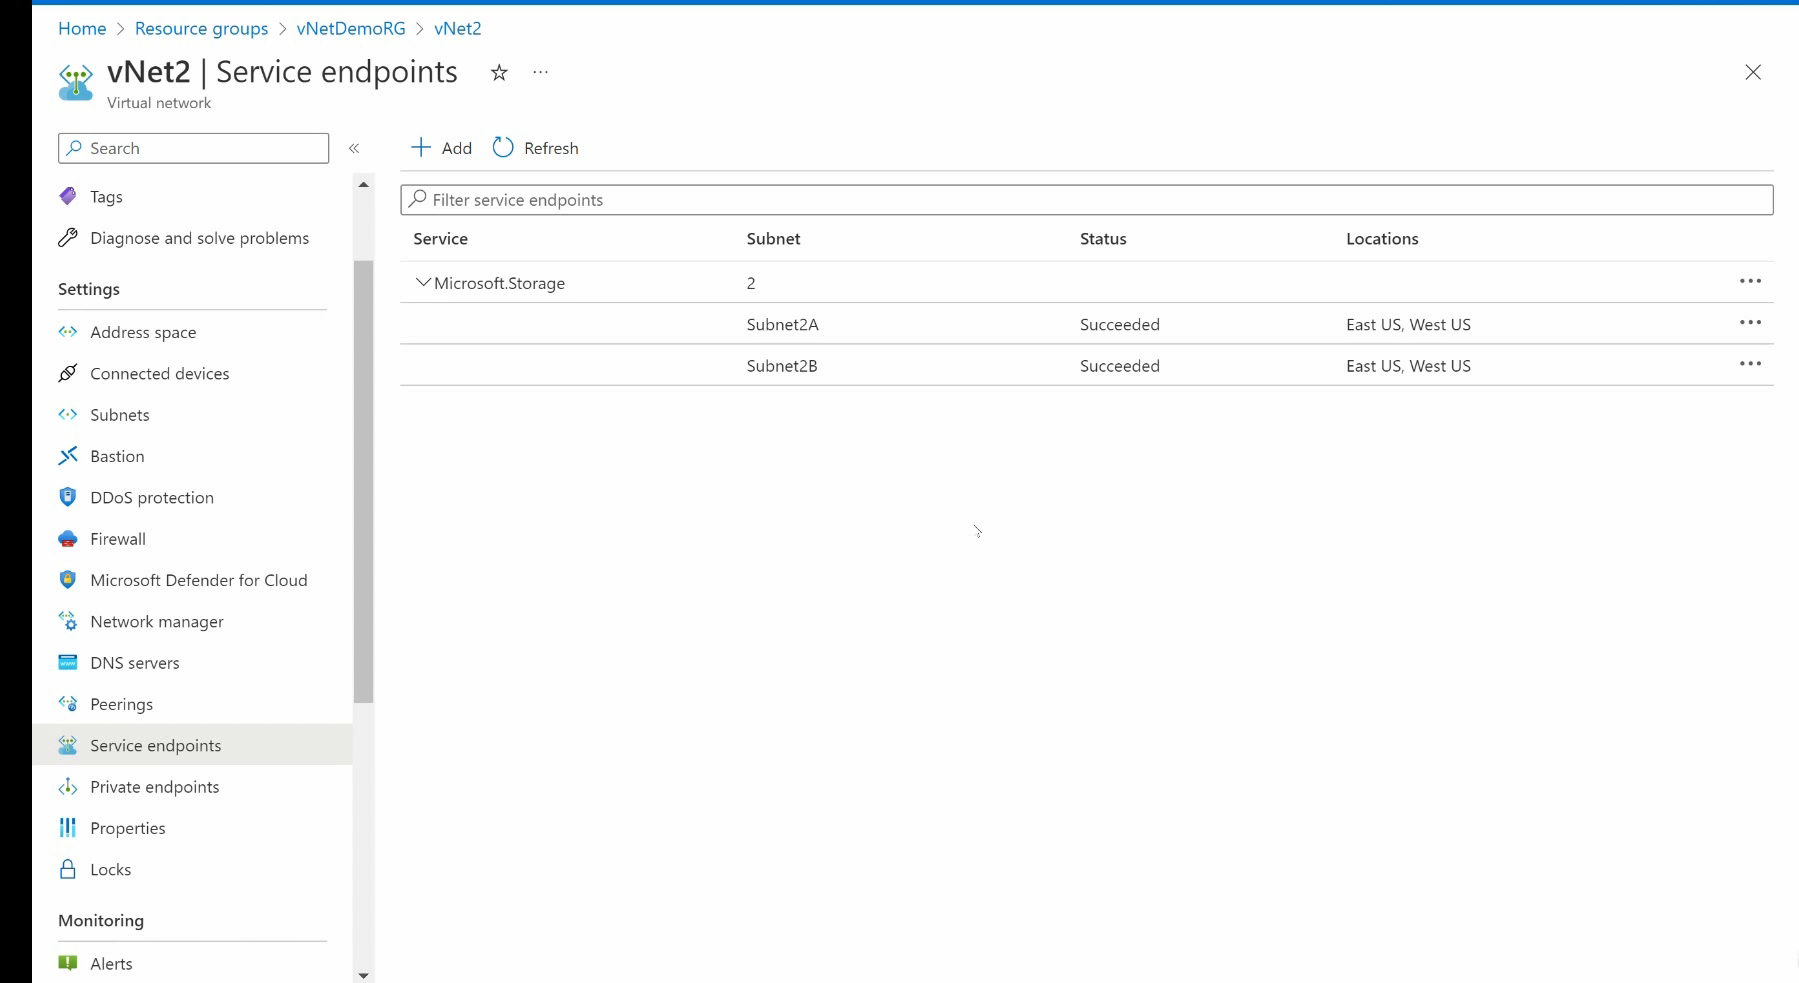 Home > Resource groups > vNetDemoRG > vNet2
vNet2 | Service endpoints
Virtual network
Search
Tags
Diagnose and solve problems
Settings
Address space
Connected devices
Subnets
Bastion
DDoS protection
Firewall
Microsoft Defender for Cloud
Network manager
DNS servers
Peerings
Service endpoints
Private endpoints
Properties
Locks
Monitoring
Alerts
Add Refresh
Filter service endpoints
Service Subnet Status Locations
Microsoft.Storage 2
Subnet2A Succeeded East US, West US
Subnet2B Succeeded East US, West US